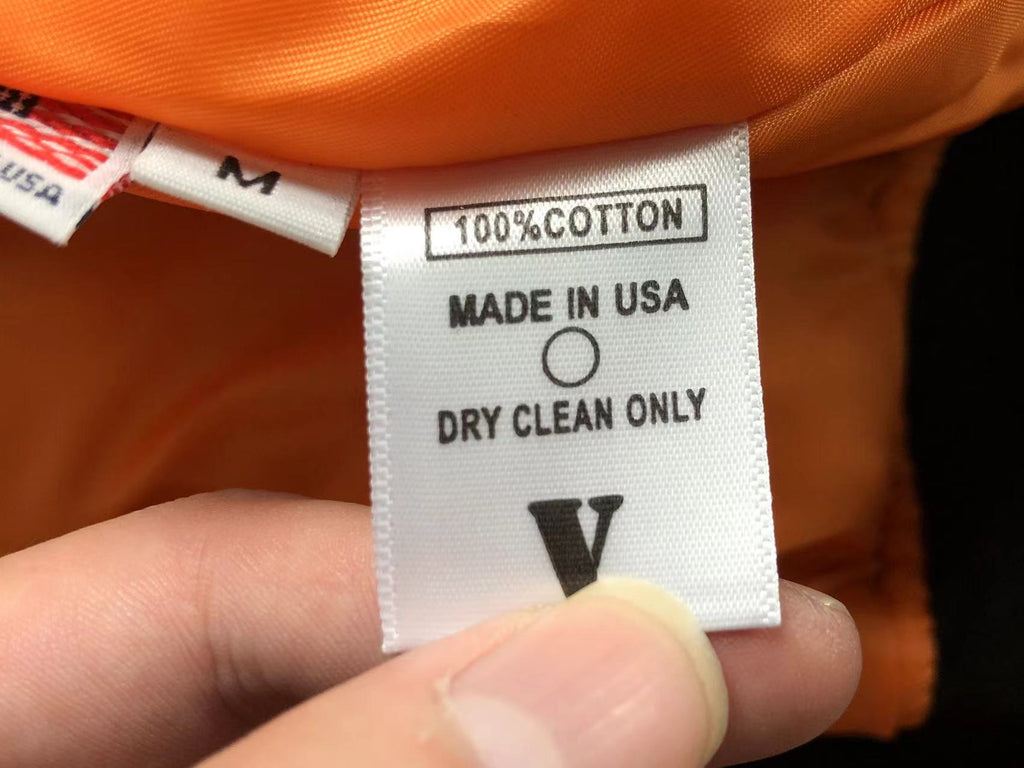 USA
M
100%COTTON
MADE IN USA
DRY CLEAN ONLY
V